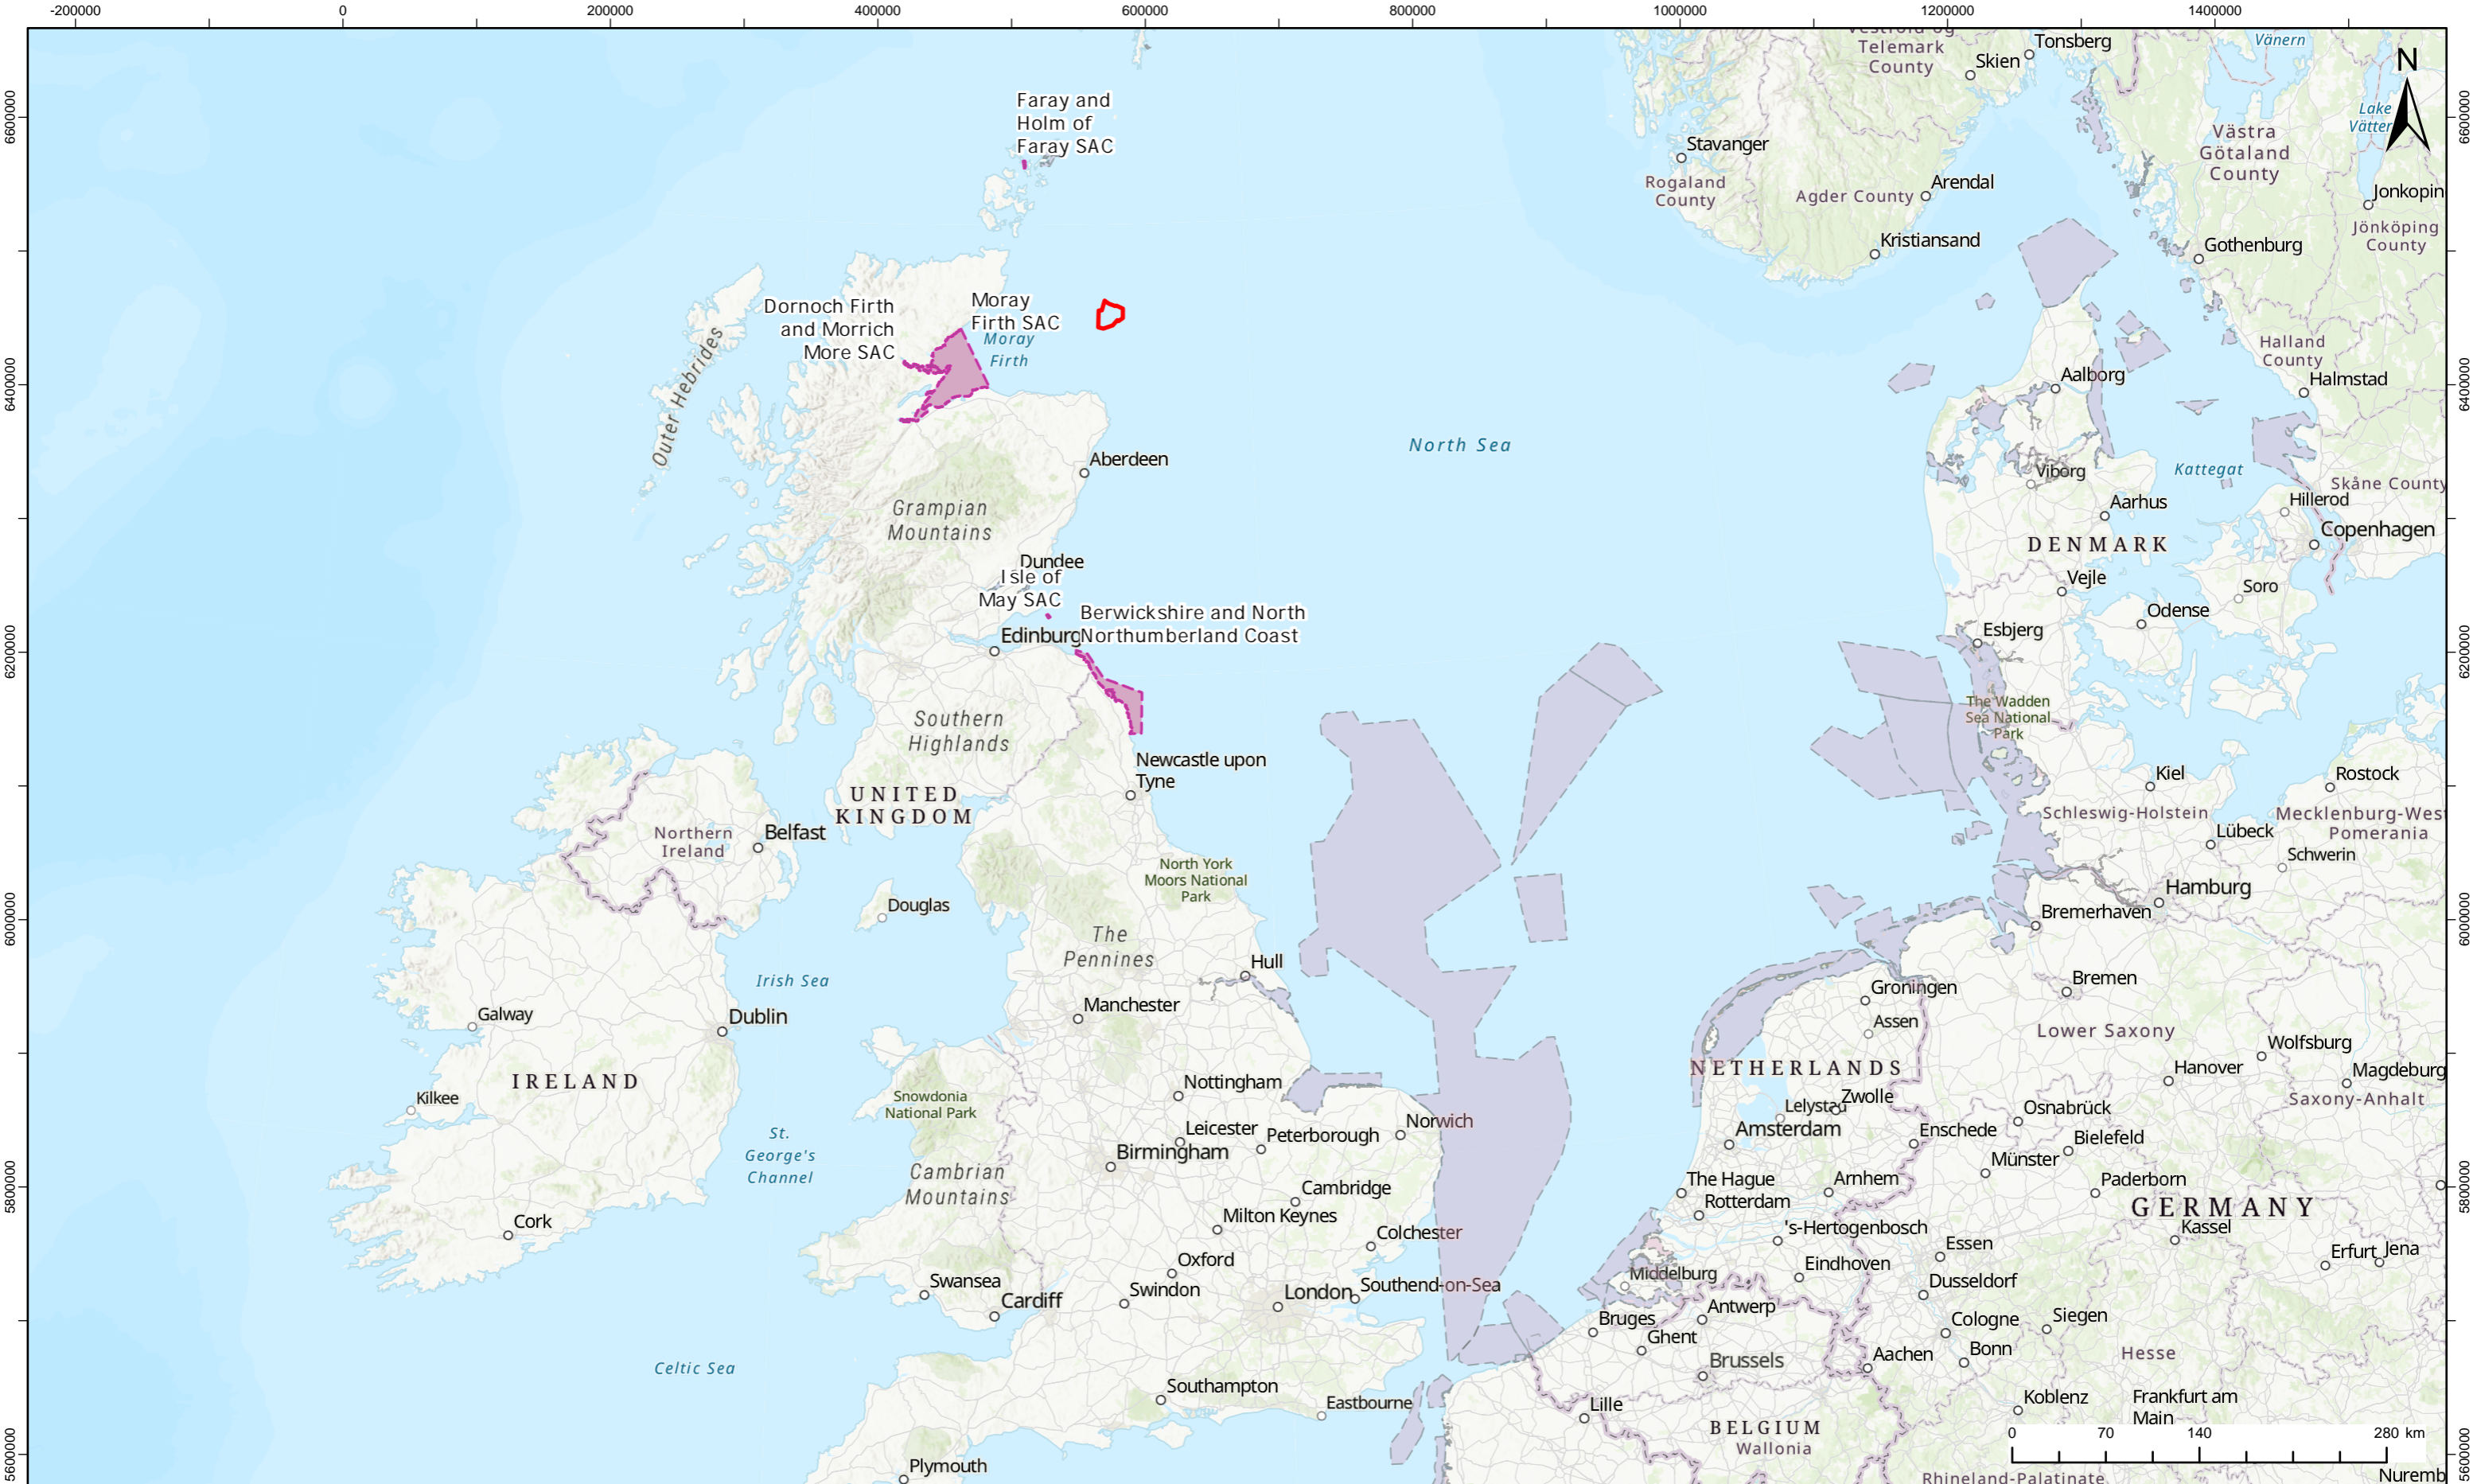 -200000
0
200000
400000
600000
800000
1000000
1200000
1400000
6600000
6400000
6200000
6000000
5800000
5600000
6600000
6400000
6200000
6000000
5800000
5600000
N
Faray and
Holm of
Faray SAC
Telemark
County
Skien
Tonsberg
Vänern
Lake
Västra
Götaland
County
Stavanger
Rogaland
County
Agder County
Arendal
Kristiansand
Jonkopin
Jönköping
County
Gothenburg
Dornoch Firth
and Morrich
More SAC
Moray
Firth SAC
Moray
Firth
Outer Hebrides
Halland
County
Halmstad
Aalborg
North Sea
Aberdeen
Viborg
Kattegat
Skåne County
Hillerod
Aarhus
Copenhagen
Grampian
Mountains
DENMARK
Dundee
Isle of
May SAC
Vejle
Soro
Odense
Berwickshire and North
Northumberland Coast
Edinburg
Esbjerg
The Wadden
Sea National
Park
Southern
Highlands
Newcastle upon
Tyne
Kiel
Rostock
UNITED
KINGDOM
Schleswig-Holstein
Mecklenburg-West
Pomerania
Northern
Ireland
Belfast
Lübeck
Schwerin
North York
Moors National
Park
Hamburg
Douglas
Bremerhaven
The
Pennines
Hull
Irish Sea
Bremen
Groningen
Manchester
Galway
Dublin
Assen
Lower Saxony
Wolfsburg
NETHERLANDS
Hanover
Magdeburg
IRELAND
Nottingham
Kilkee
Snowdonia
National Park
Lelystad
Zwolle
Saxony-Anhalt
Osnabrück
Norwich
Leicester
Peterborough
Amsterdam
Enschede
Bielefeld
St.
George's
Channel
Birmingham
Münster
Cambrian
Mountains
The Hague
Arnhem
Paderborn
Cambridge
Rotterdam
GERMANY
Cork
Milton Keynes
Colchester
's-Hertogenbosch
Kassel
Essen
Oxford
Erfurt
Jena
Swansea
Swindon
London
Southend-on-Sea
Middelburg
Eindhoven
Dusseldorf
Cardiff
Antwerp
Bruges
Cologne
Siegen
Ghent
Bonn
Celtic Sea
Brussels
Aachen
Hesse
Southampton
Eastbourne
Lille
Koblenz
Frankfurt am
Main
BELGIUM
Wallonia
0
70
140
280 km
Plymouth
Rhineland-Palatinate
Nuremb